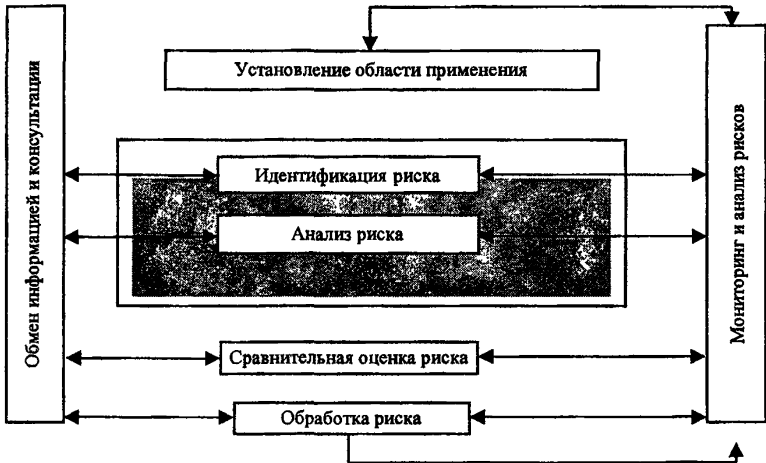 Обмен информацией и консультации
Установление области применения
Идентификация риска
Анализ риска
Сравнительная оценка риска
Обработка риска
Мониторинг и анализ рисков